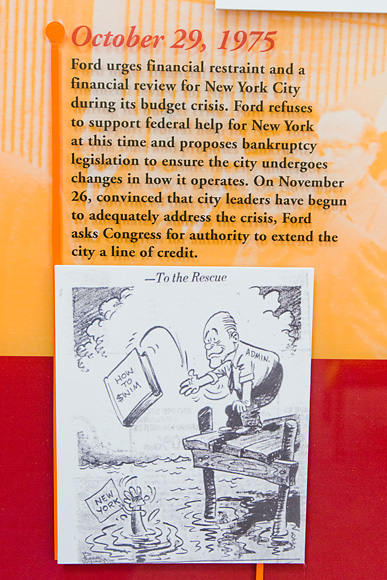 October 29, 1975
Ford urges financial restraint and a
financial review for New York City
during its budget crisis. Ford refuses
to support federal help for New York
at this time and proposes bankruptcy
legislation to ensure the city undergoes
changes in how it operates. On November
26, convinced that city leaders have begun
to adequately address the crisis, Ford
asks Congress for authority to extend the
city a line of credit.
—To the Rescue
ADMIN.
HOW
TO
$WIM
NEW
YORK